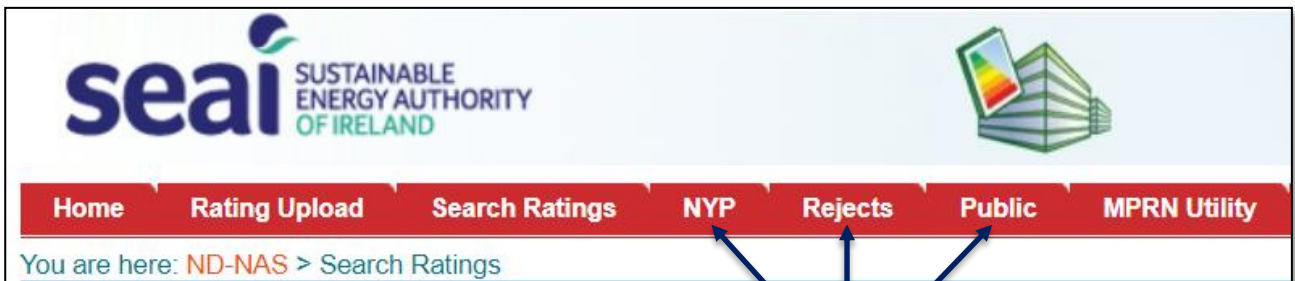 seai
SUSTAINABLE
ENERGY AUTHORITY
OF IRELAND
Home Rating Upload Search Ratings NYP Rejects Public MPRN Utility
You are here: ND-NAS > Search Ratings